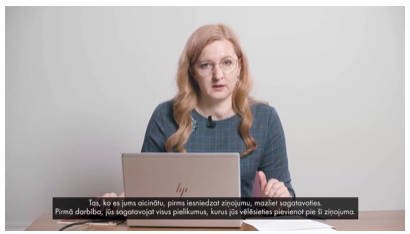 hp
Tas, ko es jums aicinātu, pirms iesniedzat ziņojumu, mazliet sagatavoties.
Pirmā darbība, jūs sagatavojat visus pielikumus, kurus jūs vēlēsieties pievienot pie šī ziņojuma.